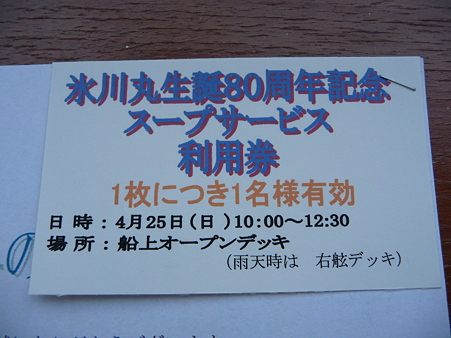 氷川丸生誕80周年記念
スープサービス
利用券
1枚につき1名様有効
日 時 : 4月25日(日)10:00~12:30
場 所 : 船上オープンデッキ
(雨天時は 右舷デッキ)